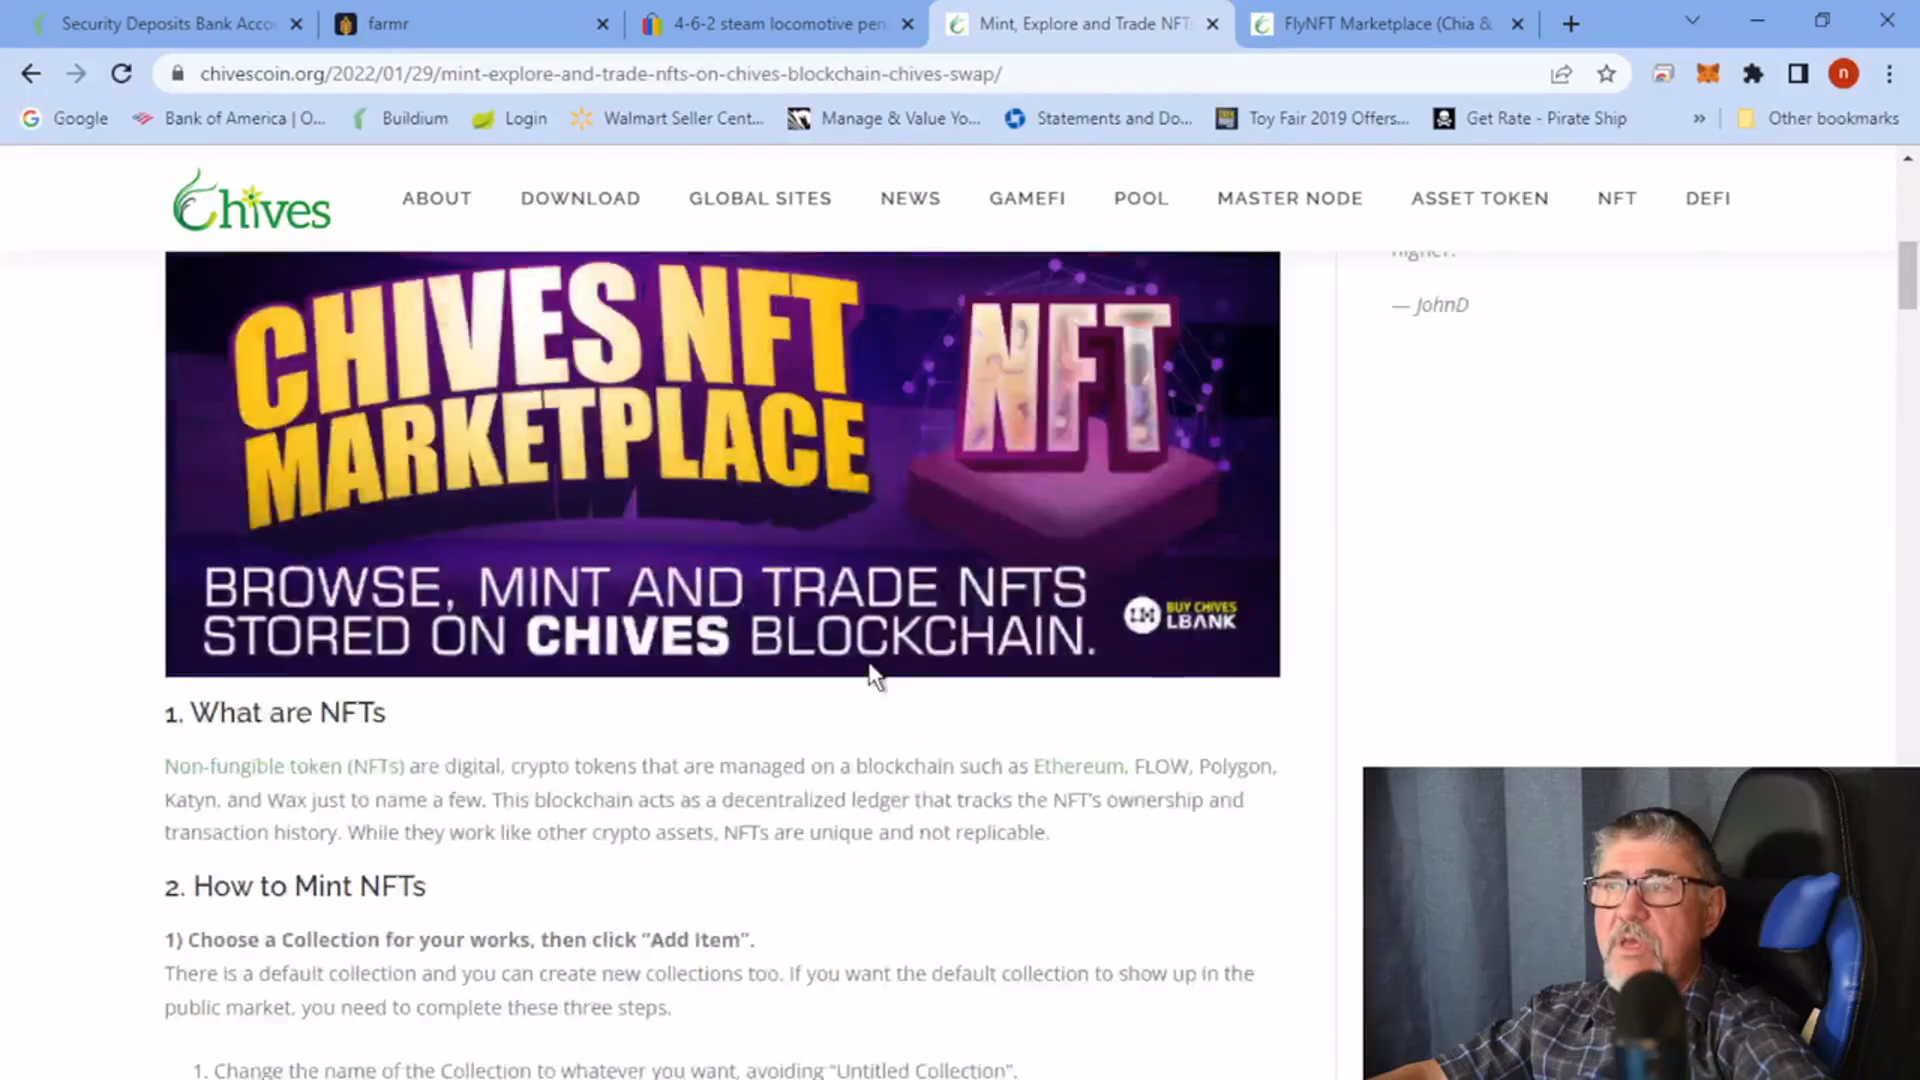 Security Deposits Bank Acco
farmr
4-6-2 steam locomotive pen
Mint, Explore and Trade NFT
FlyNFT Marketplace (Chia &
chivescoin.org/2022/01/29/mint-explore-and-trade-nfts-on-chives-blockchain-chives-swap/
n
Google
Bank of America | O...
Buildium
Login
Walmart Seller Cent...
Manage & Value Yo...
Statements and Do...
Toy Fair 2019 Offers...
Get Rate - Pirate Ship
»
Other bookmarks
Chives
ABOUT
DOWNLOAD
GLOBAL SITES
NEWS
GAMEFI
POOL
MASTER NODE
ASSET TOKEN
NFT
DEFI
higher.
— JohnD
CHIVES NFT
MARKETPLACE
NFT
BROWSE, MINT AND TRADE NFTS
STORED ON CHIVES BLOCKCHAIN.
BUY CHIVES
LBANK
1. What are NFTs
Non-fungible token (NFTs) are digital, crypto tokens that are managed on a blockchain such as Ethereum, FLOW, Polygon,
Katyn, and Wax just to name a few. This blockchain acts as a decentralized ledger that tracks the NFT's ownership and
transaction history. While they work like other crypto assets, NFTs are unique and not replicable.
2. How to Mint NFTs
1) Choose a Collection for your works, then click “Add item”.
There is a default collection and you can create new collections too. If you want the default collection to show up in the
public market, you need to complete these three steps.
1. Change the name of the Collection to whatever you want, avoiding “Untitled Collection”.